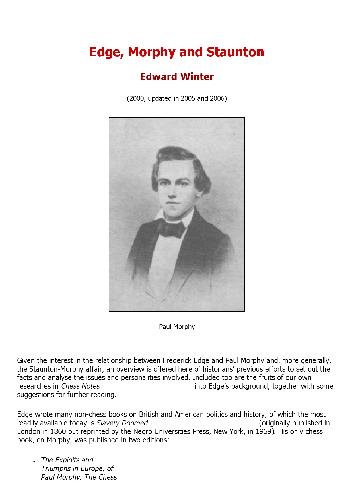 Edge, Morphy and Staunton
Edward Winter
(2000, updated in 2005 and 2006)
Paul Morphy
Given the interest in the relationship between Frederick Edge and Paul Morphy and, more generally,
the Staunton-Morphy affair, an overview is offered here of historians' previous efforts to set out the
facts and analyse the issues and personalities involved. Included too are the fruits of our own
researches in Chess Notes into Edge's background, together with some
suggestions for further reading.
Edge wrote many non-chess books on British and American politics and history, of which the most
readily available today is Slavery Doomed (originally published in
London in 1860 but reprinted by the Negro Universities Press, New York, in 1969). His only chess
book, on Morphy, was published in two editions:
The Exploits and
Triumphs in Europe, of
Paul Morphy, The Chess